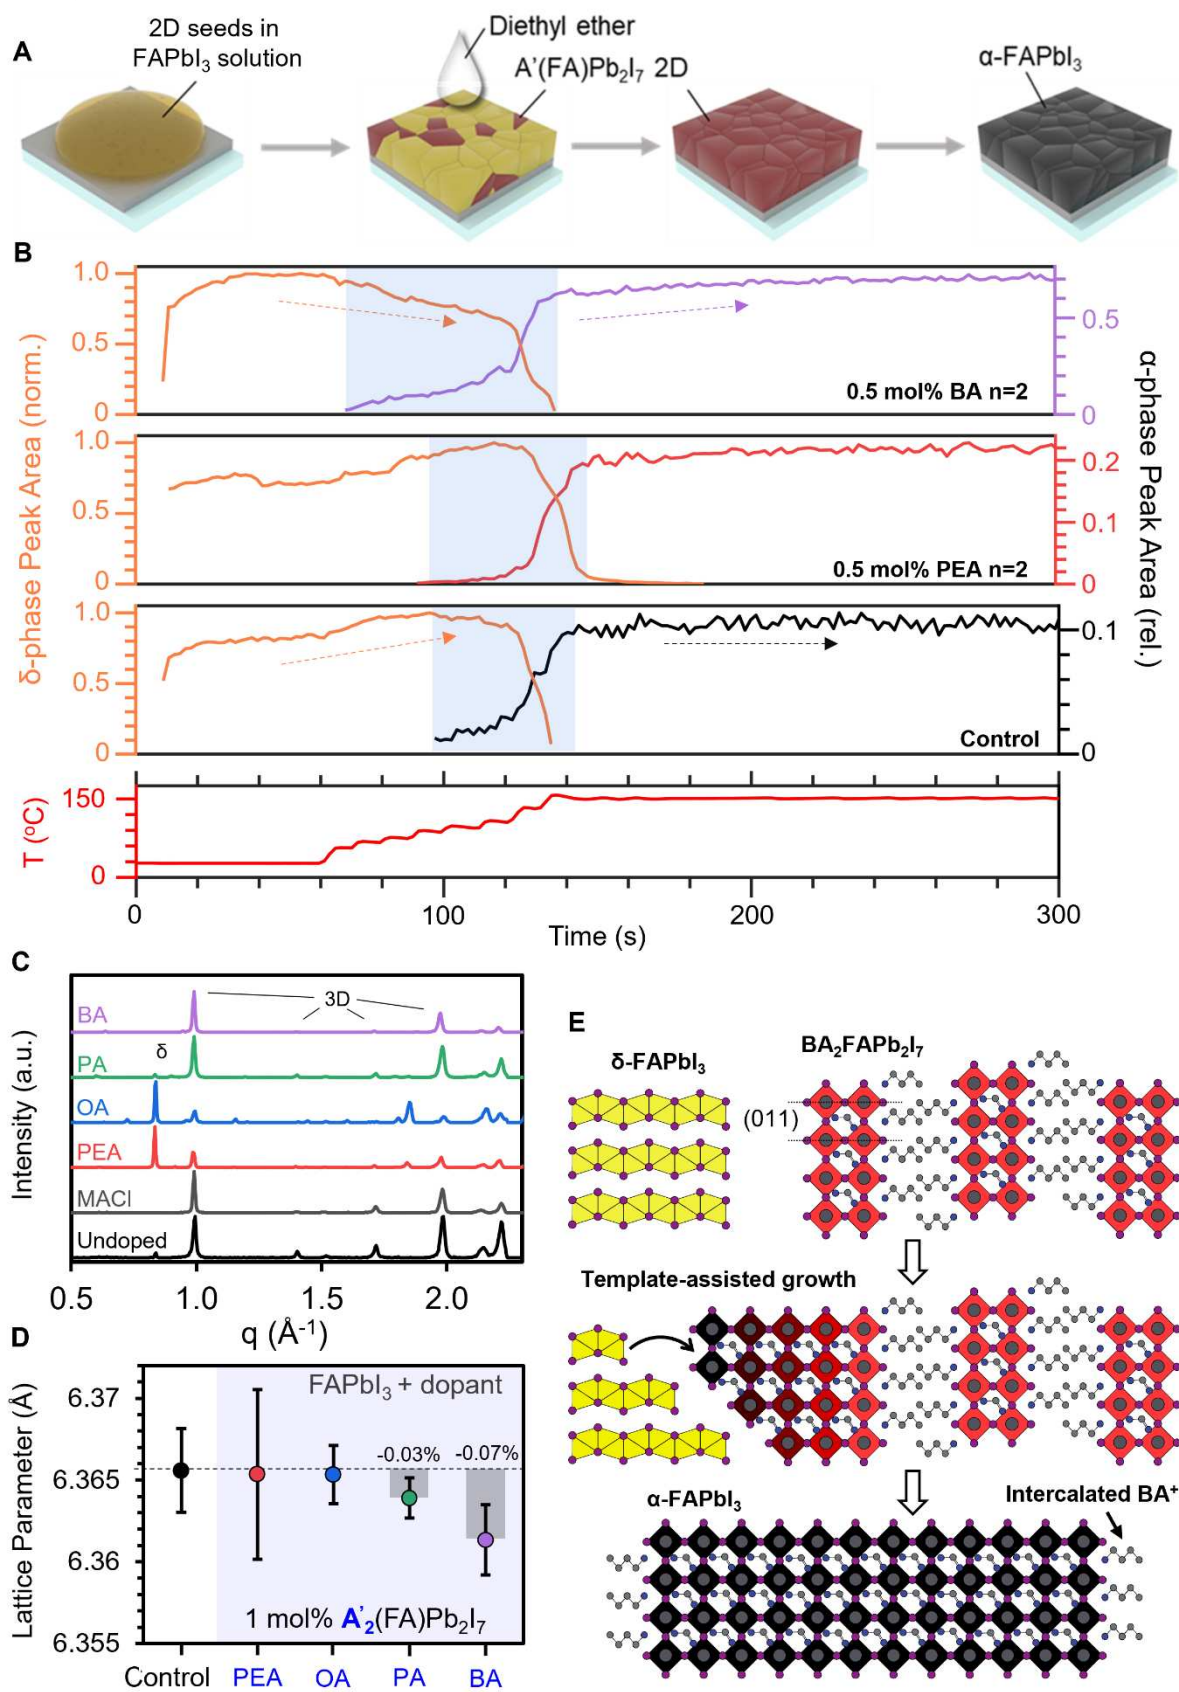 A
2D seeds in
FAPbI₃ solution
Diethyl ether
A'(FA)Pb₂I₇ 2D
α-FAPbI₃
B
δ-phase Peak Area (norm.)
1.0
0.5
0
0.5
0
0.5 mol% BA n=2
1.0
0.5
0
0.2
0.1
0
0.5 mol% PEA n=2
1.0
0.5
0
0.1
0
Control
α-phase Peak Area (rel.)
T (ºC)
150
0
0
100
200
300
Time (s)
C
Intensity (a.u.)
BA
3D
PA
δ
OA
PEA
MACl
Undoped
0.5
1.0
1.5
2.0
q (Å⁻¹)
D
Lattice Parameter (Å)
6.37
6.365
6.36
6.355
FAPbI₃ + dopant
-0.03%
-0.07%
1 mol% A'₂(FA)Pb₂I₇
Control
PEA
OA
PA
BA
E
δ-FAPbI₃
BA₂FAPb₂I₇
(011)
Template-assisted growth
α-FAPbI₃
Intercalated BA⁺